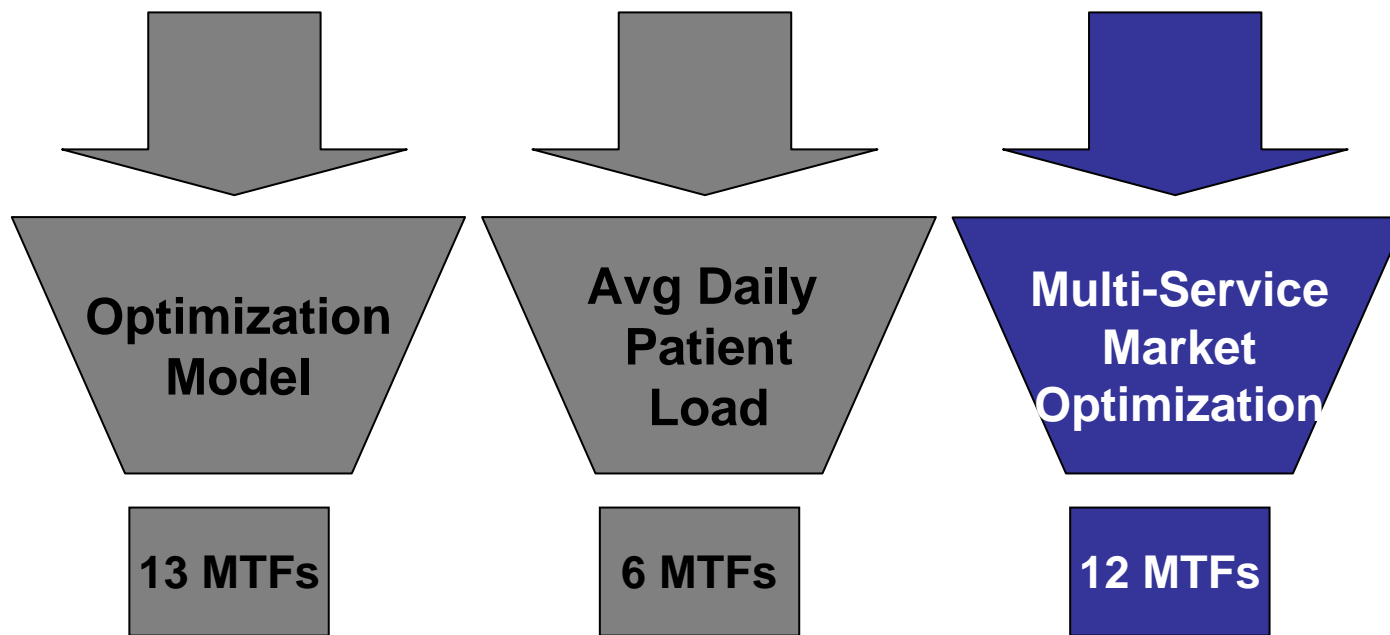 Optimization
Model
Avg Daily
Patient
Load
Multi-Service
Market
Optimization
13 MTFs
6 MTFs
12 MTFs